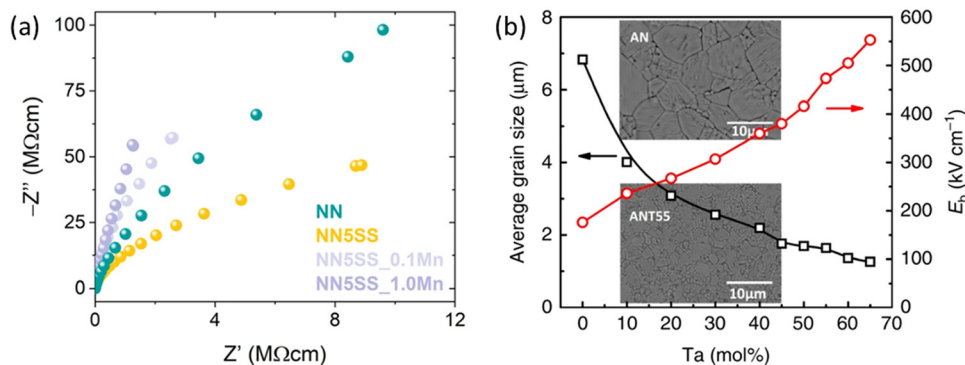 (a)
100
75
50
25
0
−Z'' (MΩcm)
NN
NN5SS
NN5SS_0.1Mn
NN5SS_1.0Mn
0 4 8 12
Z' (MΩcm)
(b)
8
6
4
2
0
Average grain size (μm)
AN
10μm
ANT55
10μm
600
500
400
300
200
100
0
E_b (kV cm⁻¹)
0 10 20 30 40 50 60 70
Ta (mol%)